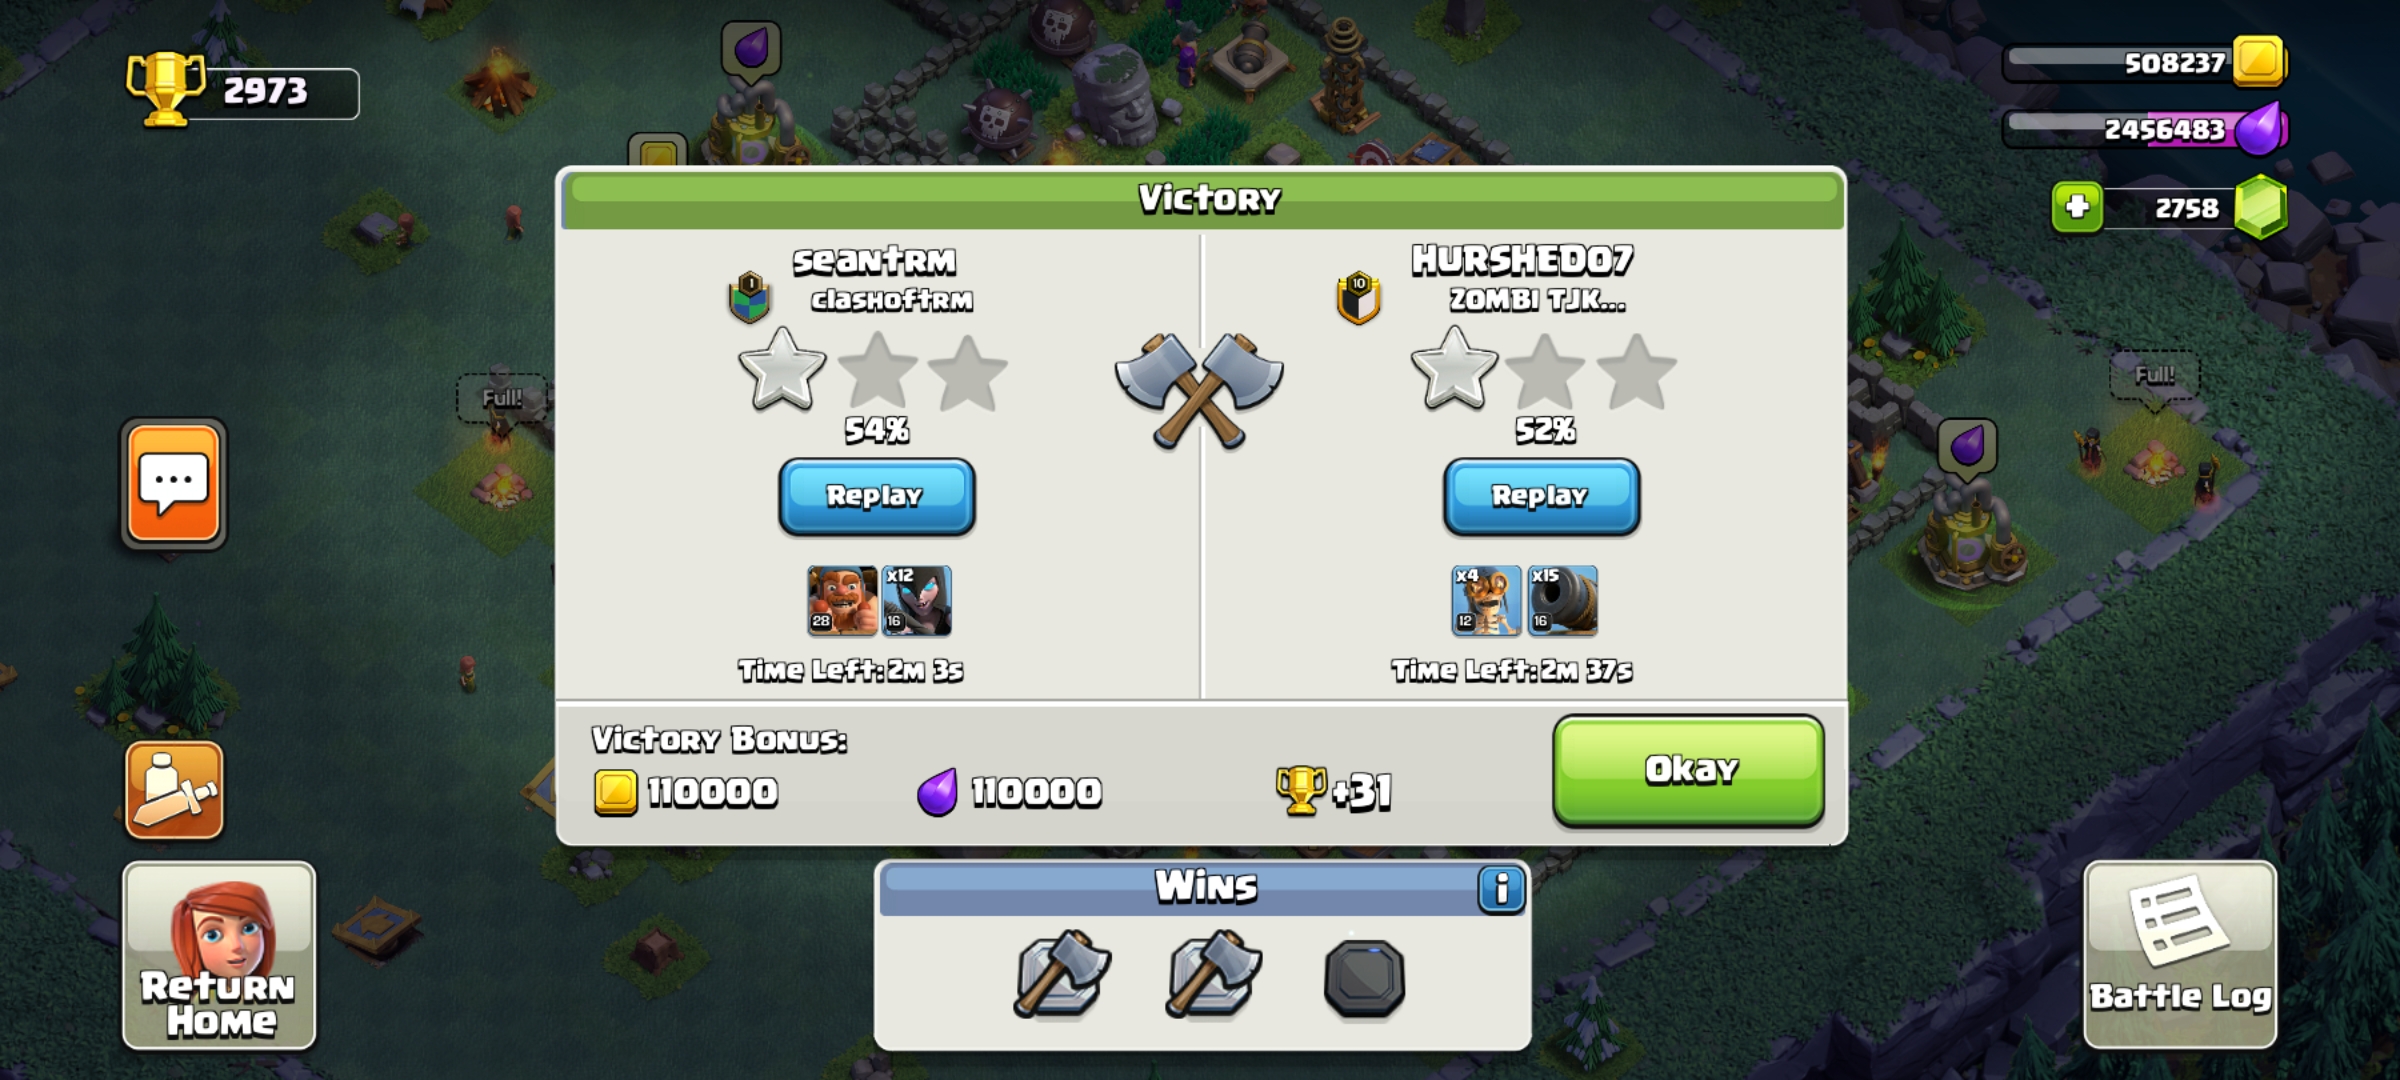 2973
508237
2456483
2758
Victory
seantRM
clashoftRM
1
54%
Replay
28
x12
16
Time Left:2m 3s
HURSHED07
ZOMBI TJK...
10
52%
Replay
x4
12
x15
16
Time Left:2m 37s
Full!
Full!
Victory Bonus:
110000
110000
+31
Okay
Wins
i
Return
Home
Battle Log